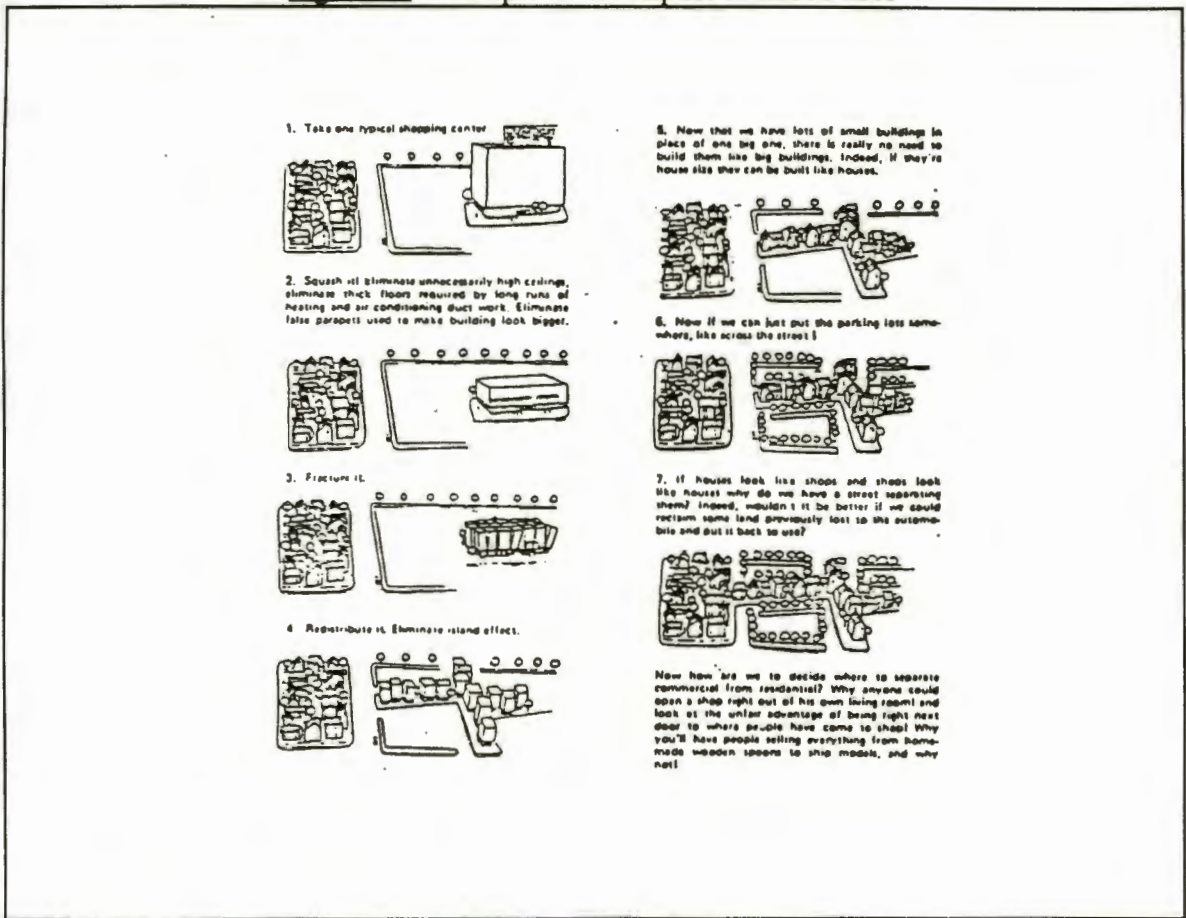 1. Take one typical shopping center
2. Squash it! Eliminate unnecessarily high ceilings,
eliminate thick floors required by long runs of
heating and air conditioning duct work. Eliminate
false parapets used to make building look bigger.
3. Fracture it.
4 Redistribute it. Eliminate island effect.
5. Now that we have lots of small buildings in
place of one big one, there is really no need to
build them like big buildings. Indeed, if they're
house size they can be built like houses.
6. Now if we can just put the parking lots some-
where, like across the street!
7. If houses look like shops and shops look
like houses why do we have a street separating
them? Indeed, wouldn't it be better if we could
reclaim some land previously lost to the automo-
bile and put it back to use?
Now how are we to decide where to separate
commercial from residential? Why anyone could
open a shop right out of his own living room! and
look at the unfair advantage of being right next
door to where people have come to shop! Why
you'll have people selling everything from home-
made wooden spoons to ship models, and why
not!